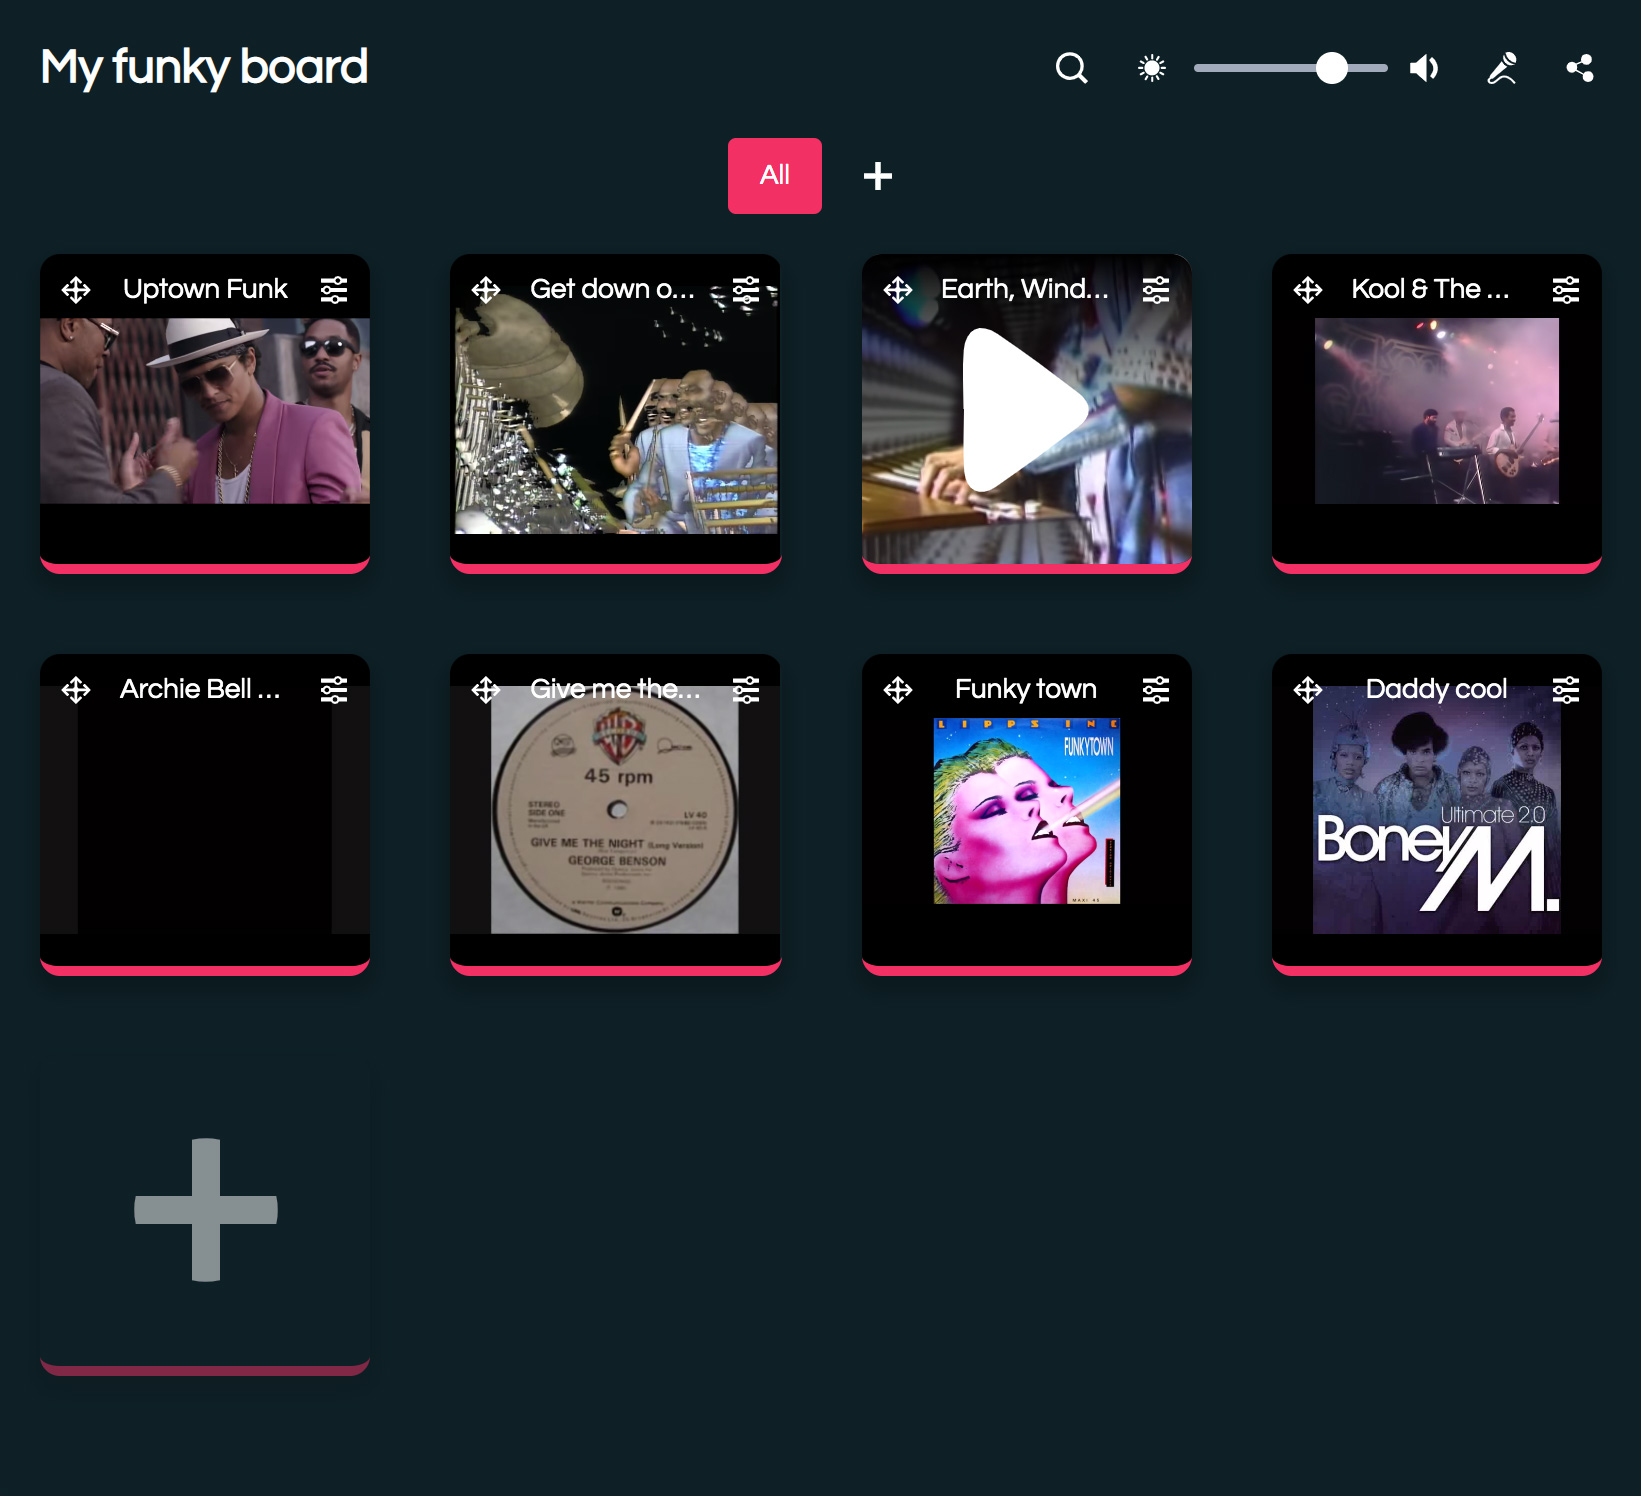 My funky board
All
Uptown Funk
Get down o...
Earth, Wind...
Kool & The ...
Archie Bell ...
Give me the...
45 rpm
STEREO
SIDE ONE
LV 40
GIVE ME THE NIGHT (Long Version)
GEORGE BENSON
Funky town
LIPPS INC
FUNKYTOWN
MAXI 45
Daddy cool
Ultimate 2.0
Boney M.